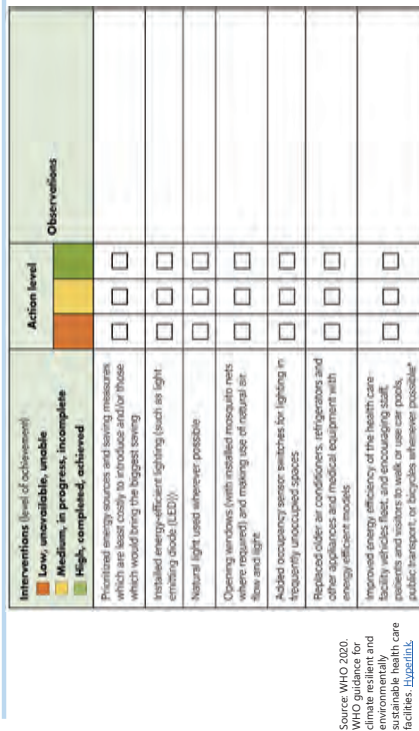 Interventions (level of achievement)
Low, unavailable, unable
Medium, in progress, incomplete
High, completed, achieved
Action level
Observations
Prioritized energy sources and saving measures
which are least costly to introduce and/or those
which would bring the biggest saving
Installed energy-efficient lighting (such as light
emitting diode (LED))
Natural light used wherever possible
Opening windows (with installed mosquito nets
where required) and making use of natural air
flow and light
Added occupancy sensor switches for lighting in
frequently unoccupied spaces
Replaced older air conditioners, refrigerators and
other appliances and medical equipment with
energy efficient models
Improved energy efficiency of the health care
facility vehicles fleet, and encouraging staff,
patients and visitors to walk or use car pools,
public transport or bicycles wherever possible
Source: WHO 2020.
WHO guidance for
climate resilient and
environmentally
sustainable health care
facilities. Hyperlink.